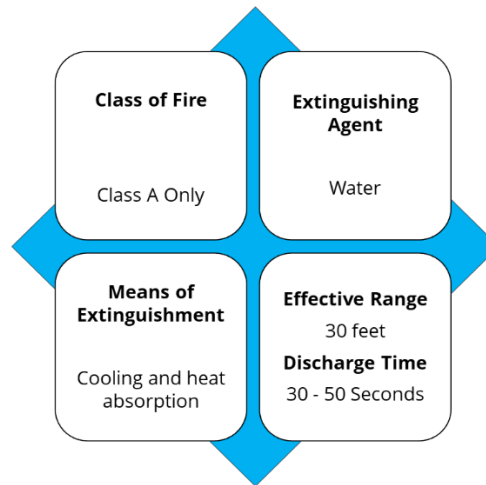 Class of Fire
Class A Only
Extinguishing
Agent
Water
Means of
Extinguishment
Cooling and heat
absorption
Effective Range
30 feet
Discharge Time
30 - 50 Seconds